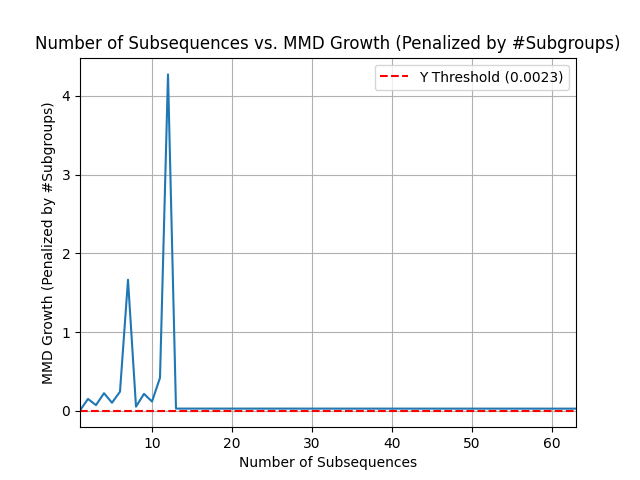 Number of Subsequences vs. MMD Growth (Penalized by #Subgroups)
Y Threshold (0.0023)
MMD Growth (Penalized by #Subgroups)
4
3
2
1
0
10 20 30 40 50 60
Number of Subsequences